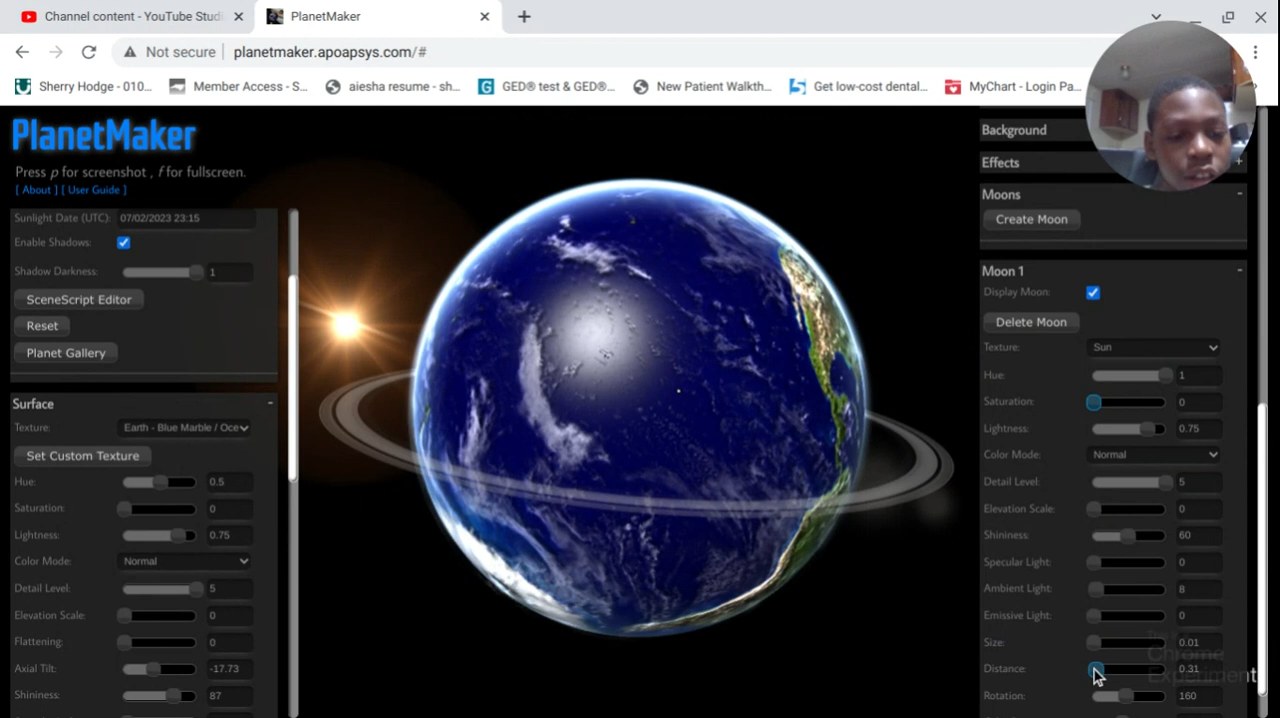 Channel content - YouTube Studi
PlanetMaker
Not secure
planetmaker.apoapsys.com/#
Sherry Hodge - 010...
Member Access - S...
aiesha resume - sh...
GED® test & GED®...
New Patient Walkth...
Get low-cost dental...
MyChart - Login Pa...
PlanetMaker
Press p for screenshot , f for fullscreen.
[ About ] [ User Guide ]
Sunlight Date (UTC): 07/02/2023 23:15
Enable Shadows:
Shadow Darkness: 1
SceneScript Editor
Reset
Planet Gallery
Surface -
Texture: Earth - Blue Marble / Oce
Set Custom Texture
Hue: 0.5
Saturation: 0
Lightness: 0.75
Color Mode: Normal
Detail Level: 5
Elevation Scale: 0
Flattening: 0
Axial Tilt: -17.73
Shininess: 87
Background
Effects +
Moons -
Create Moon
Moon 1 -
Display Moon:
Delete Moon
Texture: Sun
Hue: 1
Saturation: 0
Lightness: 0.75
Color Mode: Normal
Detail Level: 5
Elevation Scale: 0
Shininess: 60
Specular Light: 0
Ambient Light: 8
Emissive Light: 0
Size: 0.01
Distance: 0.31
Rotation: 160
Chrome
Experiment